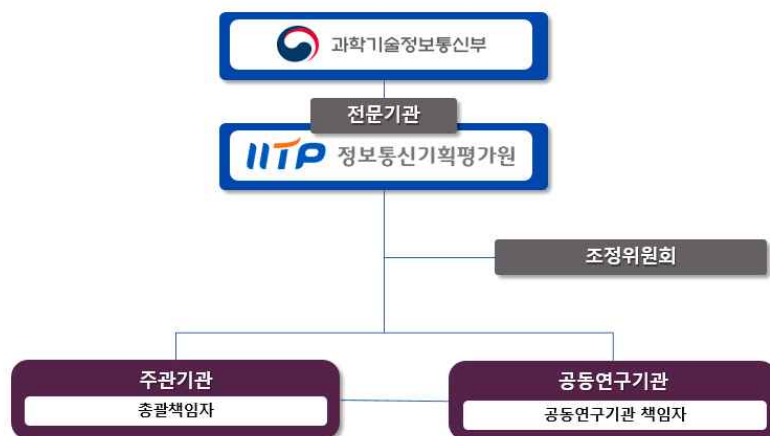 과학기술정보통신부
전문기관
IITP 정보통신기획평가원
조정위원회
주관기관
총괄책임자
공동연구기관
공동연구기관 책임자